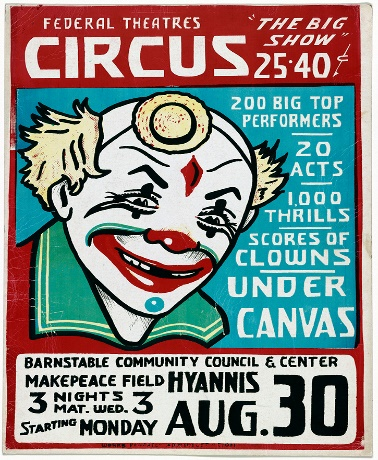 FEDERAL THEATRES
"THE BIG
SHOW"
CIRCUS
25·40¢
200 BIG TOP
PERFORMERS
20
ACTS
1,000
THRILLS
SCORES OF
CLOWNS
UNDER
CANVAS
BARNSTABLE COMMUNITY COUNCIL & CENTER
MAKEPEACE FIELD HYANNIS
3 NIGHTS
MAT. WED. 3
STARTING MONDAY AUG. 30